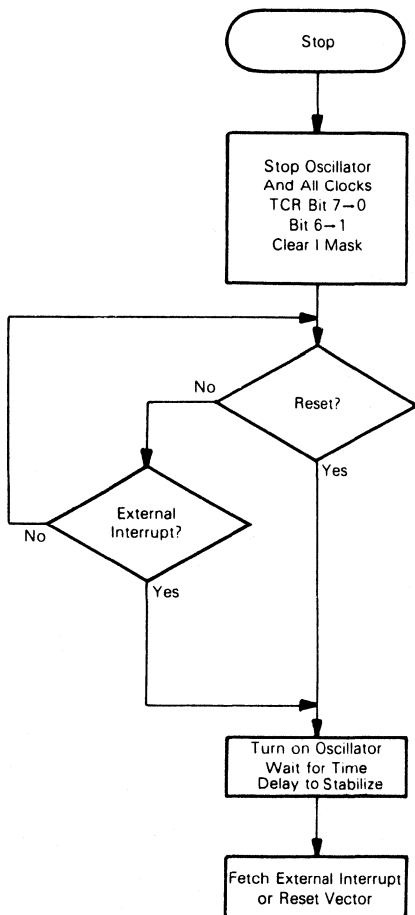 Stop
Stop Oscillator
And All Clocks
TCR Bit 7→0
Bit 6→1
Clear I Mask
No
Reset?
Yes
External
Interrupt?
No
Yes
Turn on Oscillator
Wait for Time
Delay to Stabilize
Fetch External Interrupt
or Reset Vector